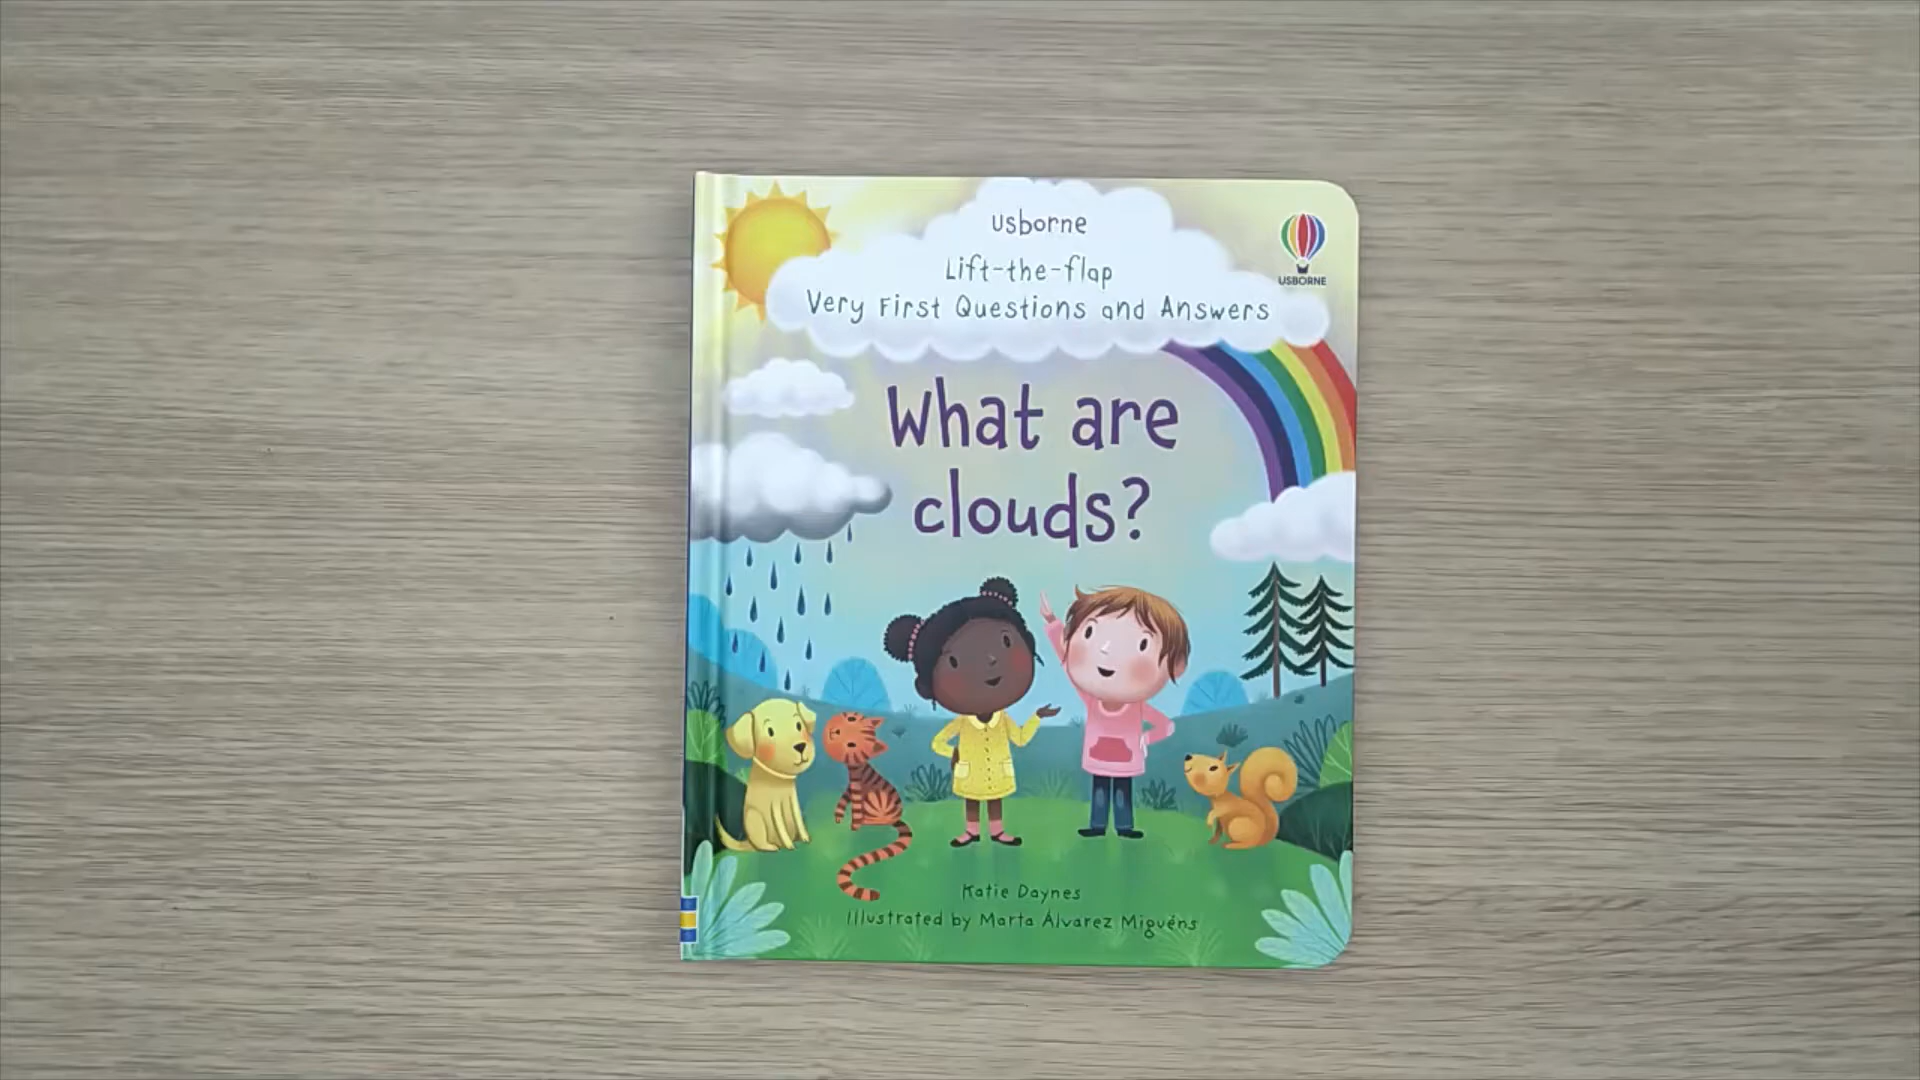 Usborne
Lift-the-flap
Very First Questions and Answers
USBORNE
What are
clouds?
Katie Daynes
Illustrated by Marta Álvarez Miguéns